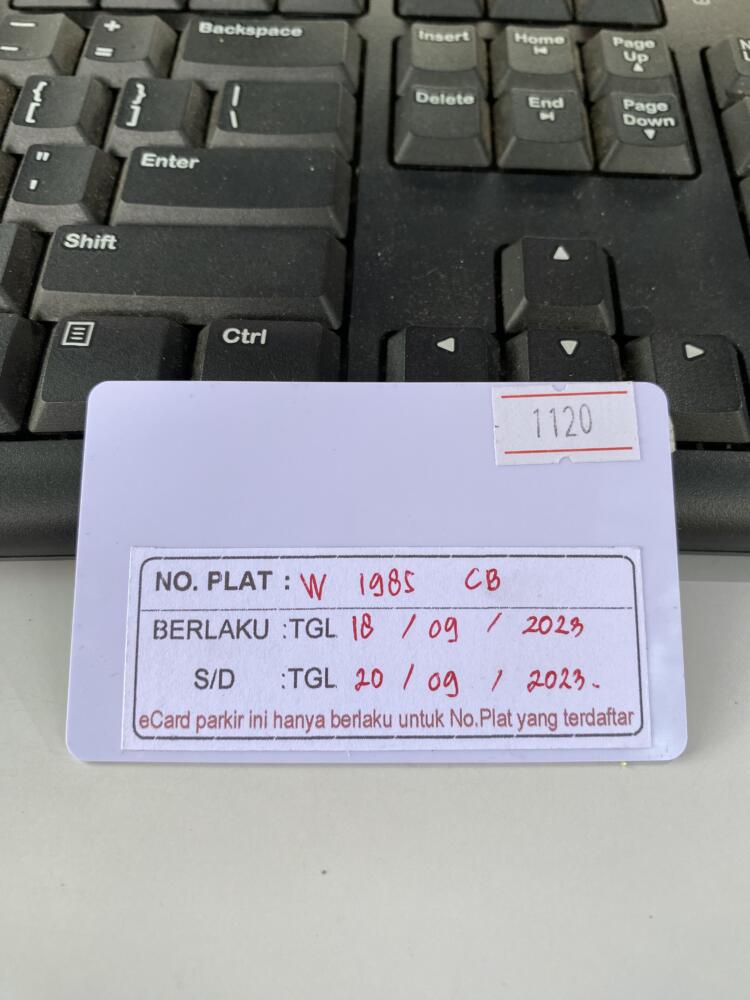 Backspace
Insert
Home
Page Up
Delete
End
Page Down
Enter
Shift
Ctrl
1120
NO. PLAT : W 1985 CB
BERLAKU :TGL 18 / 09 / 2023
S/D :TGL 20 / 09 / 2023.
eCard parkir ini hanya berlaku untuk No.Plat yang terdaftar